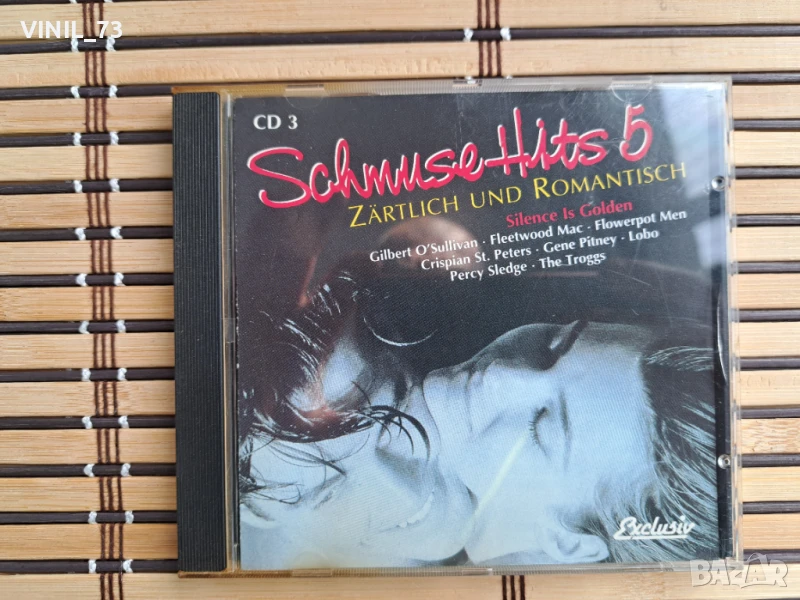 VINIL_73
CD 3
Schmuse Hits 5
ZÄRTLICH UND ROMANTISCH
Silence Is Golden
Gilbert O'Sullivan · Fleetwood Mac · Flowerpot Men
Crispian St. Peters · Gene Pitney · Lobo
Percy Sledge · The Troggs
Exclusiv
BAZAR